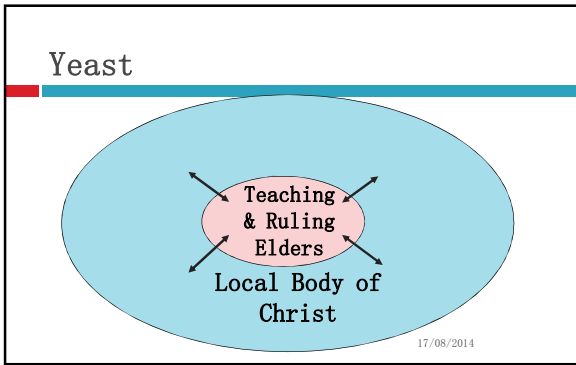 Yeast
Teaching
& Ruling
Elders
Local Body of
Christ
17/08/2014